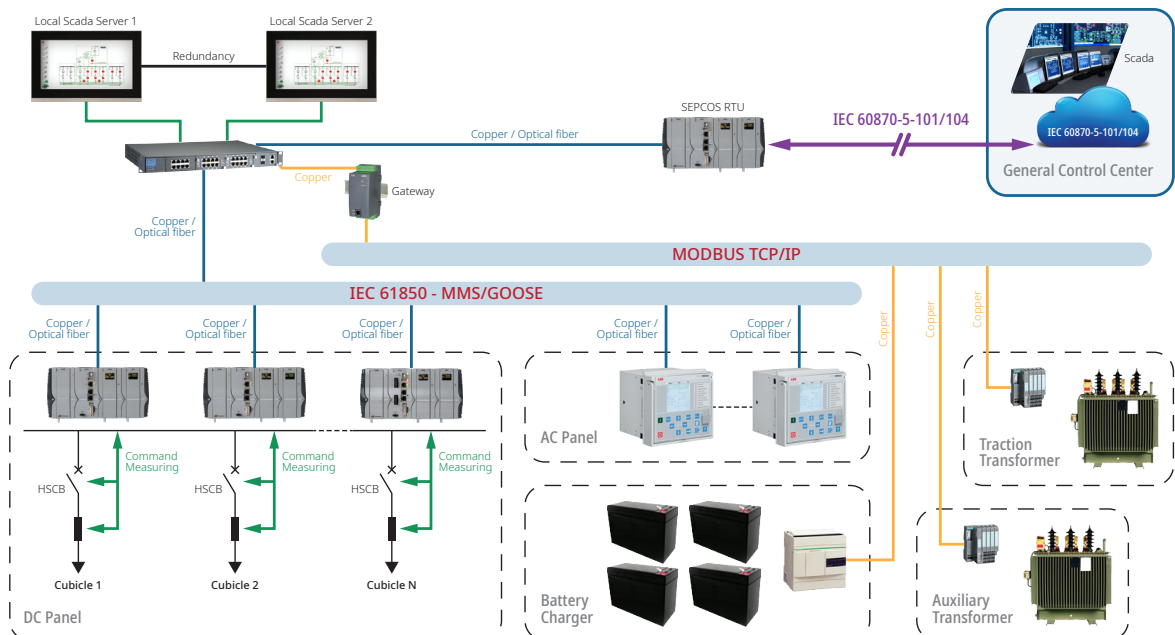 Local Scada Server 1
Local Scada Server 2
Redundancy
Scada
SEPCOS RTU
IEC 60870-5-101/104
IEC 60870-5-101/104
General Control Center
Copper / Optical fiber
Copper
Gateway
Copper /
Optical fiber
MODBUS TCP/IP
IEC 61850 - MMS/GOOSE
Copper /
Optical fiber
Copper /
Optical fiber
Copper /
Optical fiber
Copper /
Optical fiber
Copper /
Optical fiber
Copper
Copper
Copper
AC Panel
Traction
Transformer
Command
Measuring
Command
Measuring
Command
Measuring
HSCB
HSCB
HSCB
Cubicle 1
Cubicle 2
Cubicle N
DC Panel
Battery
Charger
Auxiliary
Transformer